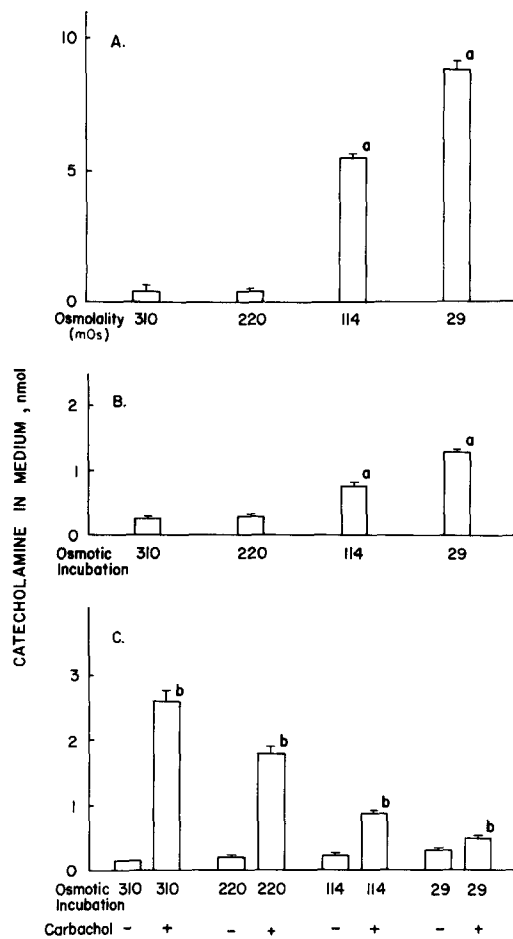 CATECHOLAMINE IN MEDIUM, nmol
A.
10
5
0
a
a
Osmolality 310 220 114 29
(mOs)
B.
2
1
0
a
a
Osmotic 310 220 114 29
Incubation
C.
3
2
1
0
b
b
b
b
Osmotic 310 310 220 220 114 114 29 29
Incubation
Carbachol - + - + - + - +